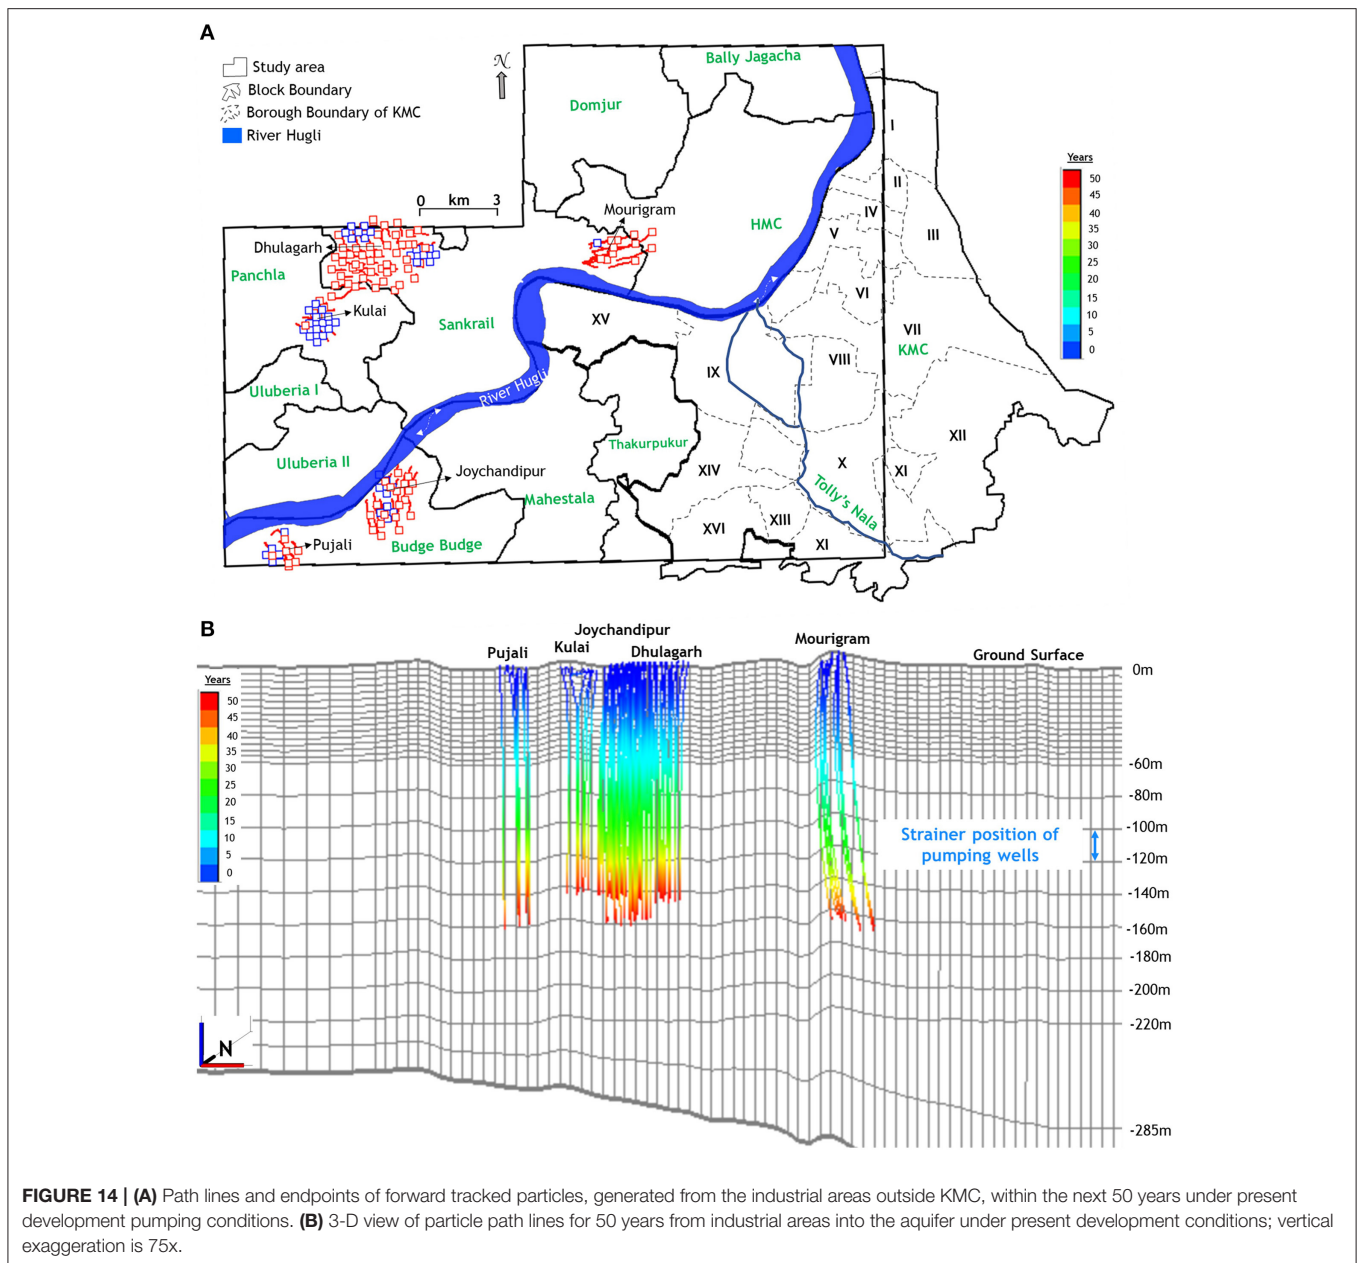 A
Study area
Block Boundary
Borough Boundary of KMC
River Hugli
N
0 km 3
Bally Jagacha
Domjur
Mourigram
HMC
Dhulagarh
Panchla
Kulai
Sankrail
Uluberia I
Uluberia II
River Hugli
Joychandipur
Thakurpukur
Mahestala
Budge Budge
Pujali
I
II
III
IV
V
VI
VII
KMC
VIII
IX
XV
XII
XI
X
XIV
Tolly's Nala
XIII
XVI
XI
Years
50
45
40
35
30
25
20
15
10
5
0
B
Joychandipur
Pujali
Kulai
Dhulagarh
Mourigram
Ground Surface
Years
50
45
40
35
30
25
20
15
10
5
0
0m
-60m
-80m
-100m
-120m
-140m
-160m
-180m
-200m
-220m
-285m
Strainer position of
pumping wells
N
FIGURE 14 | (A) Path lines and endpoints of forward tracked particles, generated from the industrial areas outside KMC, within the next 50 years under present
development pumping conditions. (B) 3-D view of particle path lines for 50 years from industrial areas into the aquifer under present development conditions; vertical
exaggeration is 75x.